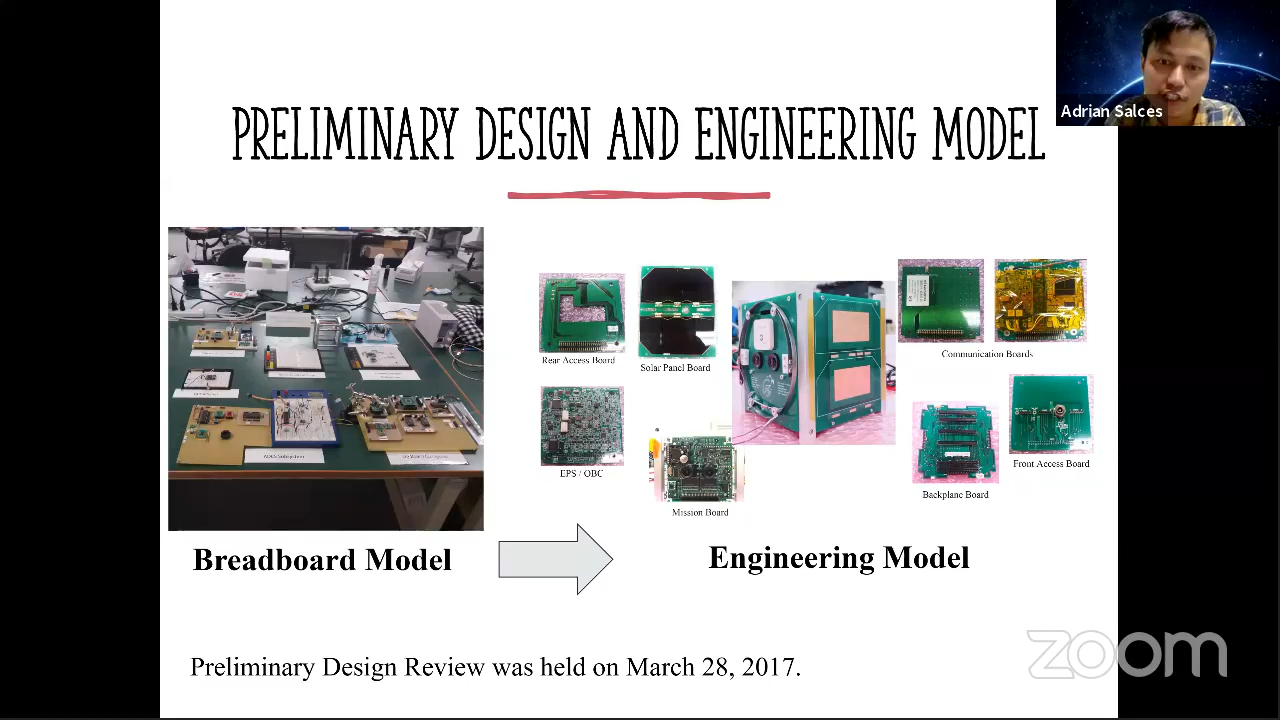 PRELIMINARY DESIGN AND ENGINEERING MODEL
Adrian Salces
Rear Access Board
Solar Panel Board
Communication Boards
EPS / OBC
Mission Board
Backplane Board
Front Access Board
Breadboard Model
Engineering Model
Preliminary Design Review was held on March 28, 2017.
zoom